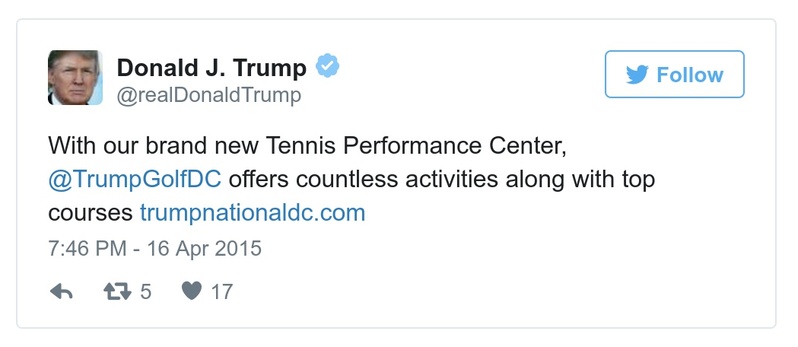 Donald J. Trump
@realDonaldTrump
Follow
With our brand new Tennis Performance Center,
@TrumpGolfDC offers countless activities along with top
courses trumpnationaldc.com
7:46 PM - 16 Apr 2015
5 17